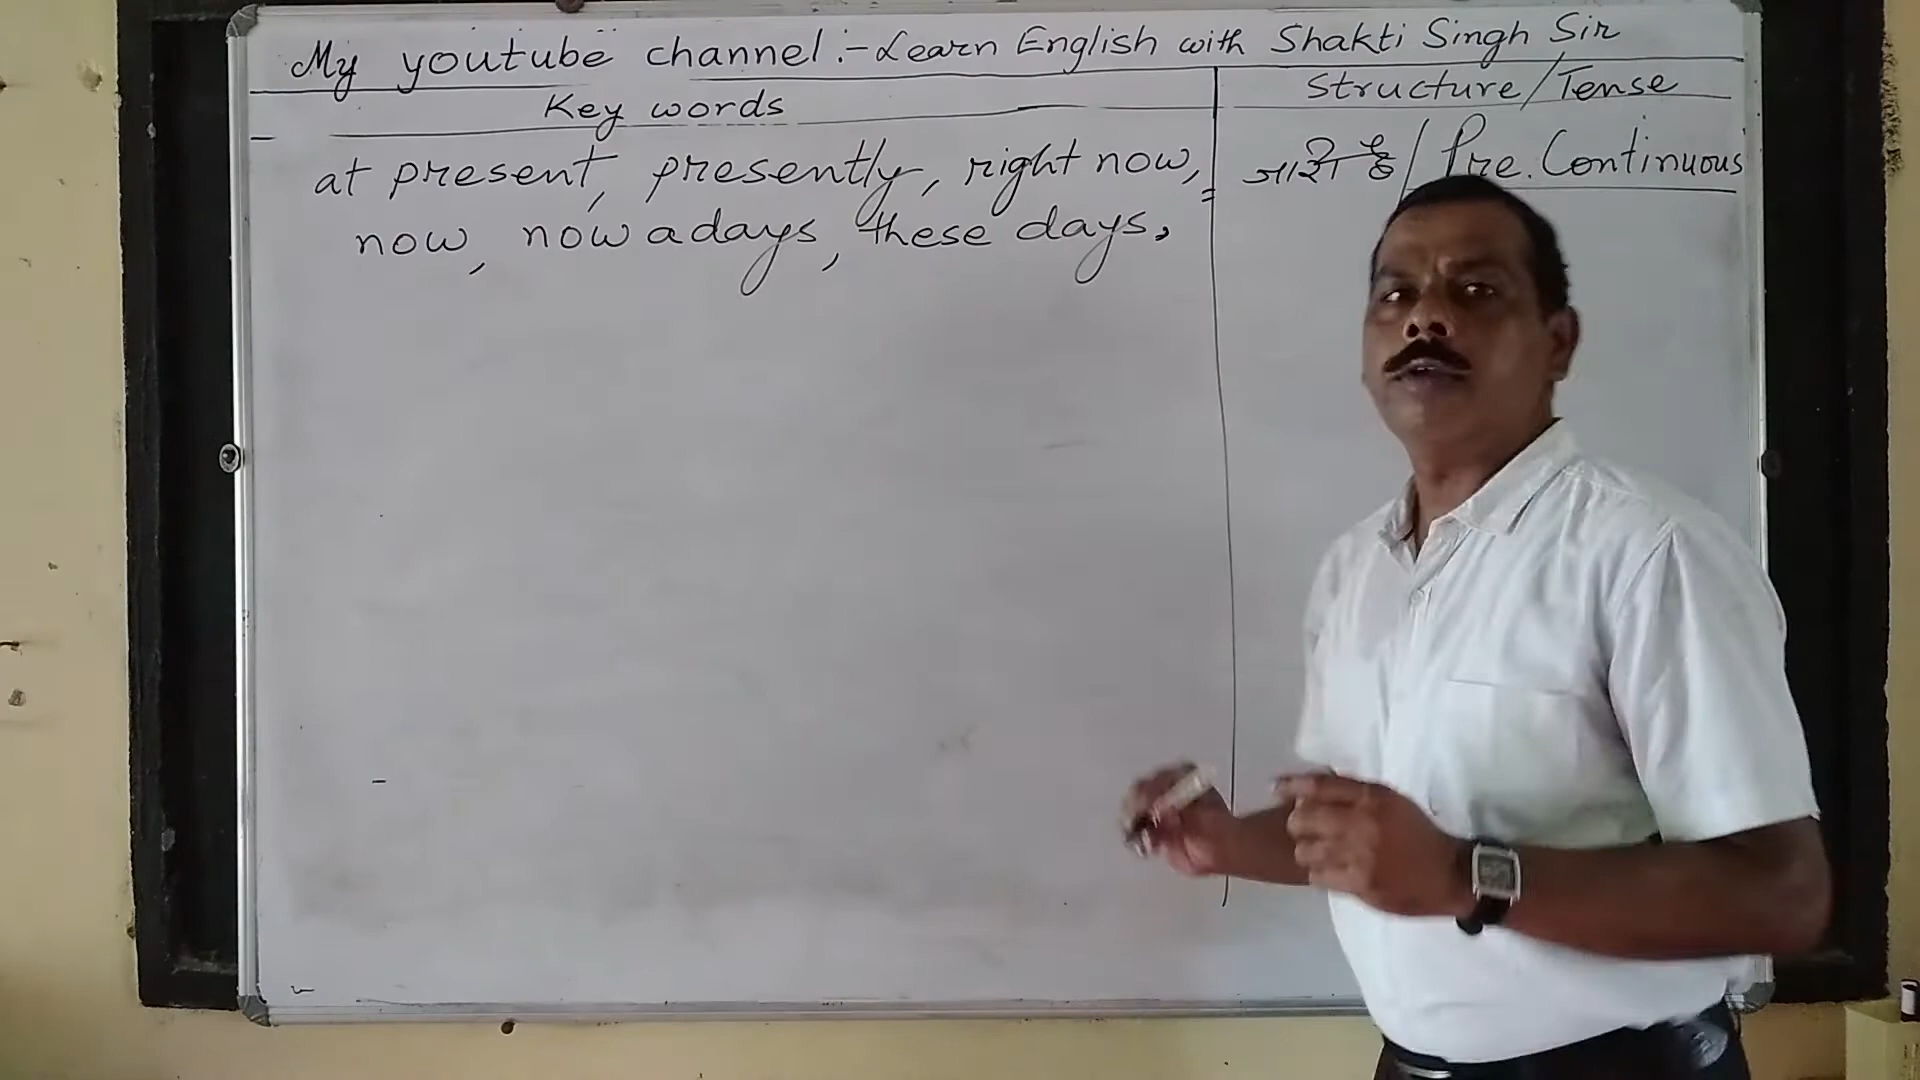 My youtube channel :- Learn English with Shakti Singh Sir
Key words
Structure/Tense
at present, presently, right now,
now, nowadays, these days,
= जारी है / Pre. Continuous